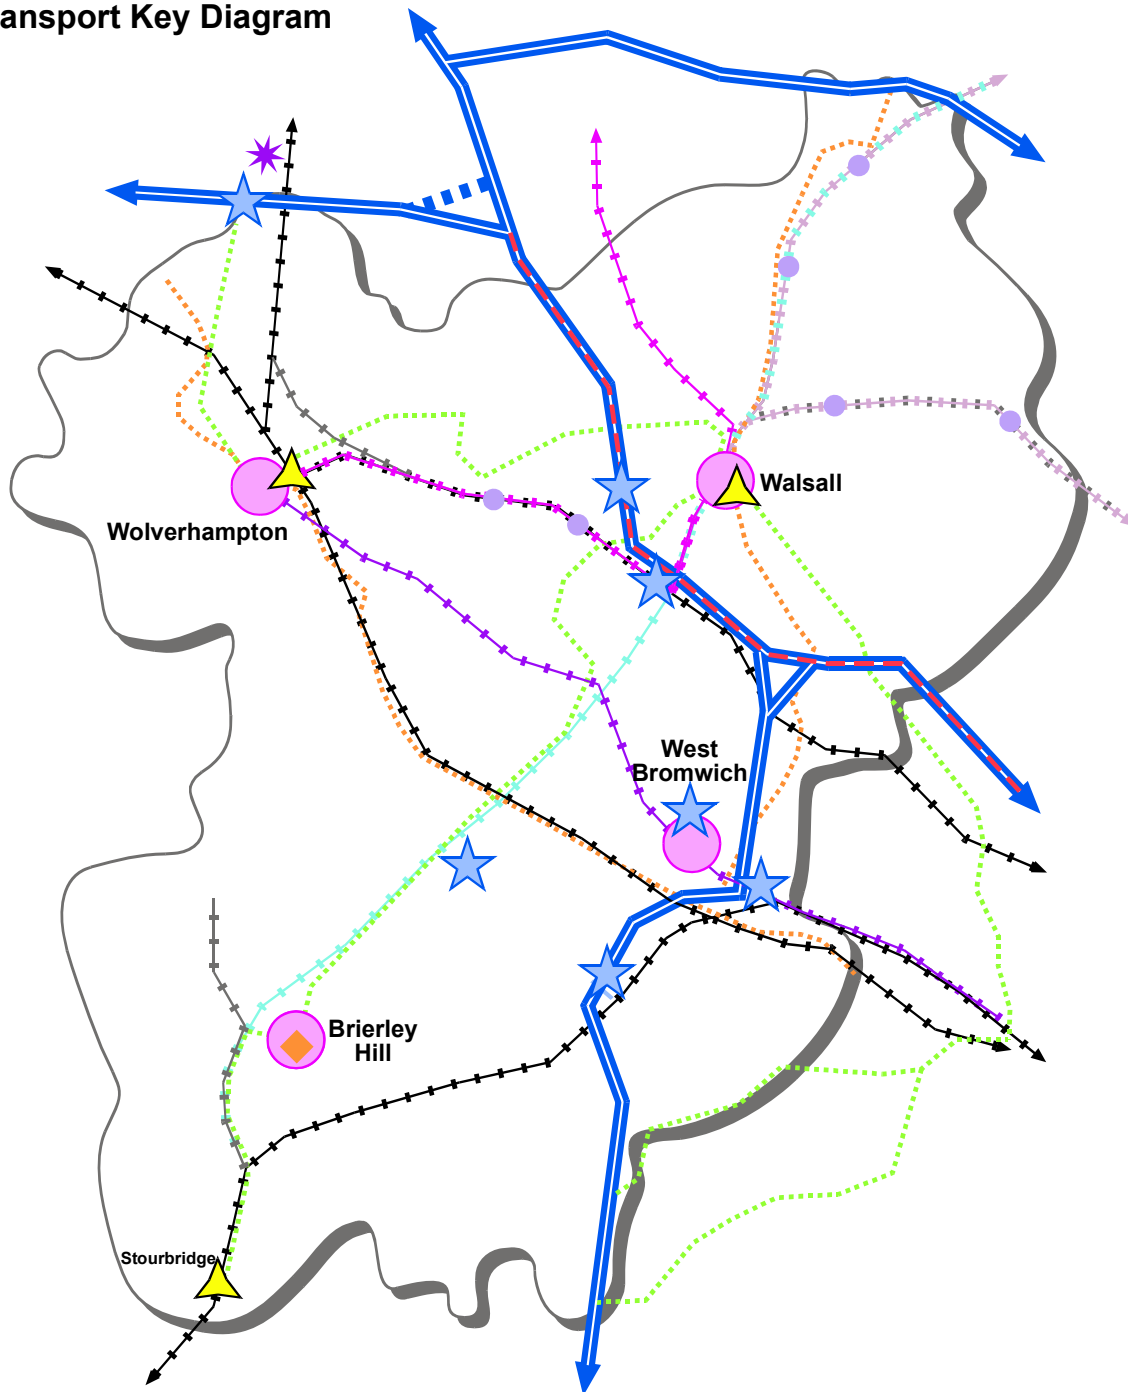 ansport Key Diagram
Walsall
Wolverhampton
West
Bromwich
Brierley
Hill
Stourbridge